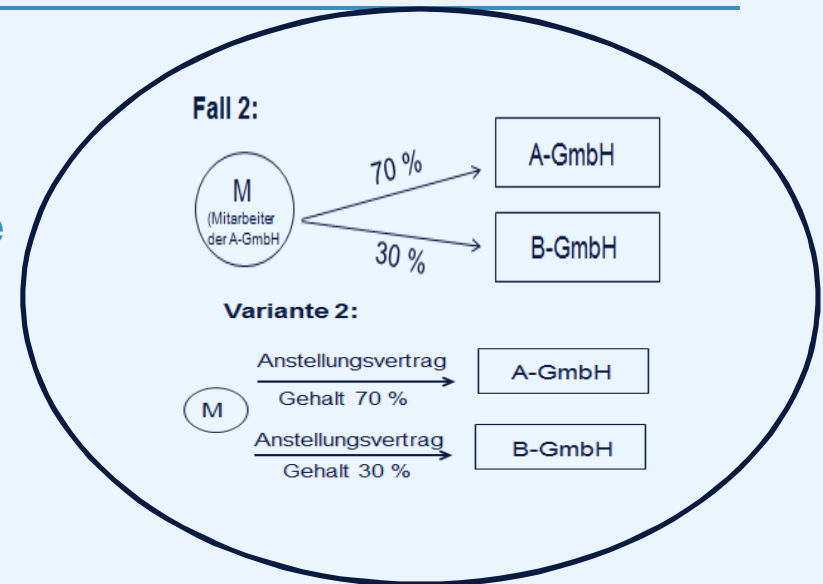 Fall 2:
M
(Mitarbeiter
der A-GmbH
70 %
A-GmbH
30 %
B-GmbH
Variante 2:
M
Anstellungsvertrag
Gehalt 70 %
A-GmbH
Anstellungsvertrag
Gehalt 30 %
B-GmbH